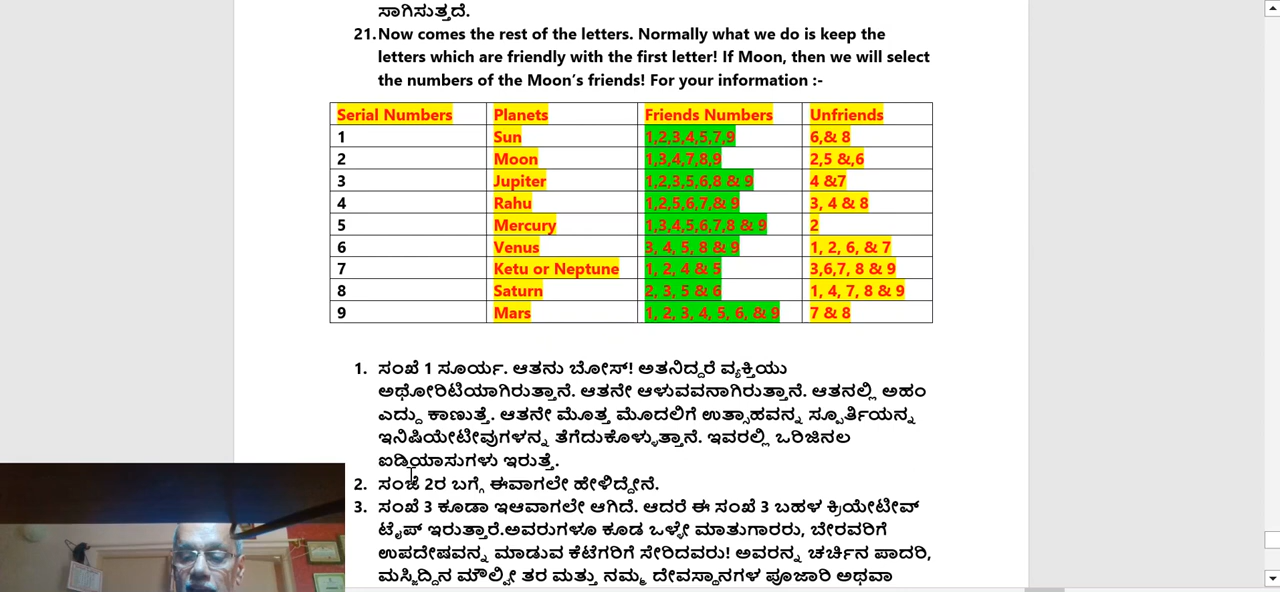 ಸಾಗಿಸುತ್ತದೆ.
21. Now comes the rest of the letters. Normally what we do is keep the
letters which are friendly with the first letter! If Moon, then we will select
the numbers of the Moon's friends! For your information :-
Serial Numbers Planets Friends Numbers Unfriends
1 Sun 1,2,3,4,5,7,9 6,& 8
2 Moon 1,3,4,7,8,9 2,5 &,6
3 Jupiter 1,2,3,5,6,8 & 9 4 &7
4 Rahu 1,2,5,6,7,& 9 3, 4 & 8
5 Mercury 1,3,4,5,6,7,8 & 9 2
6 Venus 3, 4, 5, 8 & 9 1, 2, 6, & 7
7 Ketu or Neptune 1, 2, 4 & 5 3,6,7, 8 & 9
8 Saturn 2, 3, 5 & 6 1, 4, 7, 8 & 9
9 Mars 1, 2, 3, 4, 5, 6, & 9 7 & 8
1. ಸಂಖೆ 1 ಸೂರ್ಯ. ಆತನು ಬೋಸ್! ಅತನಿದ್ದರೆ ವ್ಯಕ್ತಿಯು
ಅಥೋರಿಟಿಯಾಗಿರುತ್ತಾನೆ. ಆತನೇ ಆಳುವವನಾಗಿರುತ್ತಾನೆ. ಆತನಲ್ಲಿ ಅಹಂ
ಎದ್ದು ಕಾಣುತ್ತೆ. ಆತನೇ ಮೊತ್ತ ಮೊದಲಿಗೆ ಉತ್ಸಾಹವನ್ನ ಸ್ಪೂರ್ತಿಯನ್ನ
ಇನಿಷಿಯೇಟೀವುಗಳನ್ನ ತೆಗೆದುಕೊಳ್ಳುತ್ತಾನೆ. ಇವರಲ್ಲಿ ಒರಿಜಿನಲ
ಐಡಿಯಾಸುಗಳು ಇರುತ್ತೆ.
2. 2ರ ಬಗ್ಗೆ ಈವಾಗಲೇ ಹೇಳಿದ್ದೇನೆ.
3. ಸಂಖೆ 3 ಕೂಡಾ ಇಆವಾಗಲೇ ಆಗಿದೆ. ಆದರೆ ಈ ಸಂಖೆ 3 ಬಹಳ ಕ್ರಿಯೇಟೀವ್
ಟೈಪ್ ಇರುತ್ತಾರೆ.ಅವರುಗಳೂ ಕೂಡ ಒಳ್ಳೇ ಮಾತುಗಾರರು, ಬೇರವರಿಗೆ
ಉಪದೇಷವನ್ನ ಮಾಡುವ ಕೆಟೆಗರಿಗೆ ಸೇರಿದವರು! ಅವರನ್ನ ಚರ್ಚಿನ ಪಾದರಿ,
ಮಸ್ಜಿದ್ದಿನ ಮೌಲ್ವೀ ತರ ಮತ್ತು ನಮ್ಮ ದೇವಸ್ಥಾನಗಳ ಪೂಜಾರಿ ಅಥವಾ